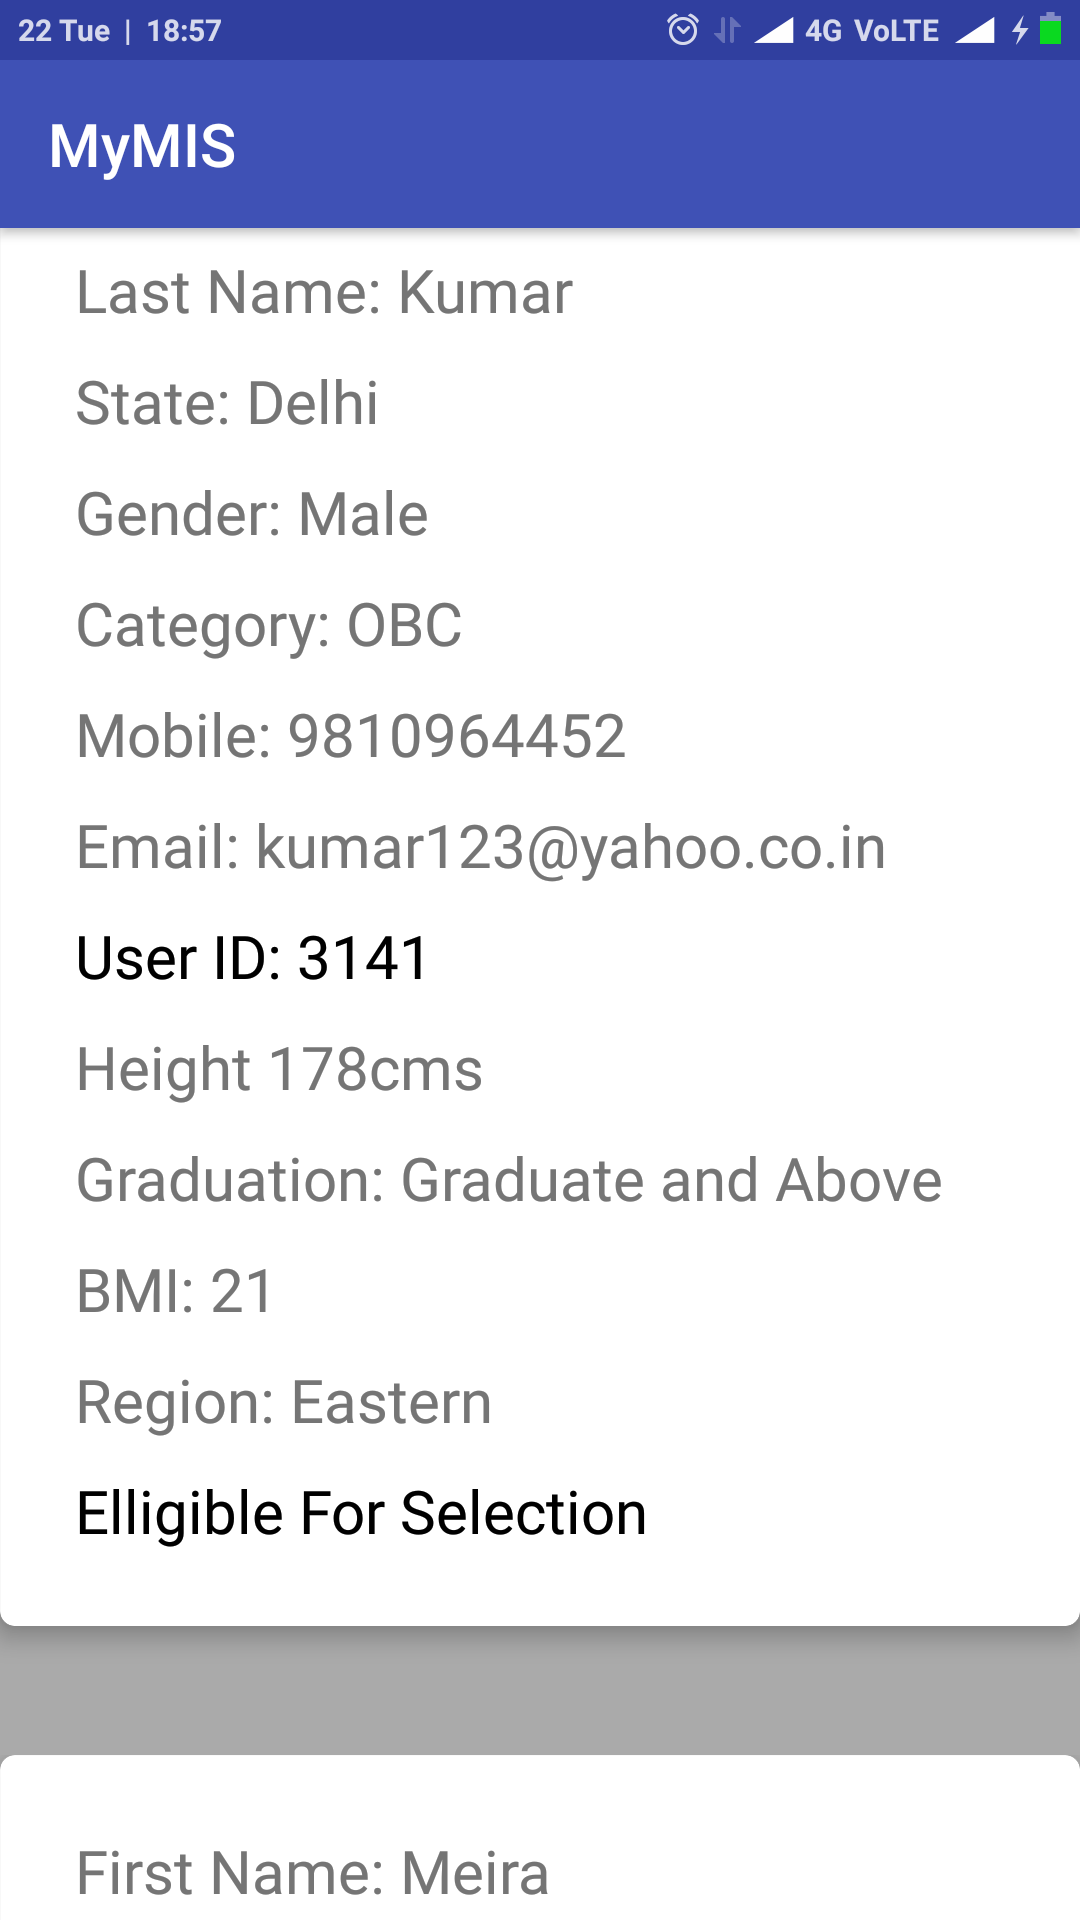 22 Tue | 18:57 4G VoLTE
MyMIS
Last Name: Kumar
State: Delhi
Gender: Male
Category: OBC
Mobile: 9810964452
Email: kumar123@yahoo.co.in
User ID: 3141
Height 178cms
Graduation: Graduate and Above
BMI: 21
Region: Eastern
Elligible For Selection
First Name: Meira